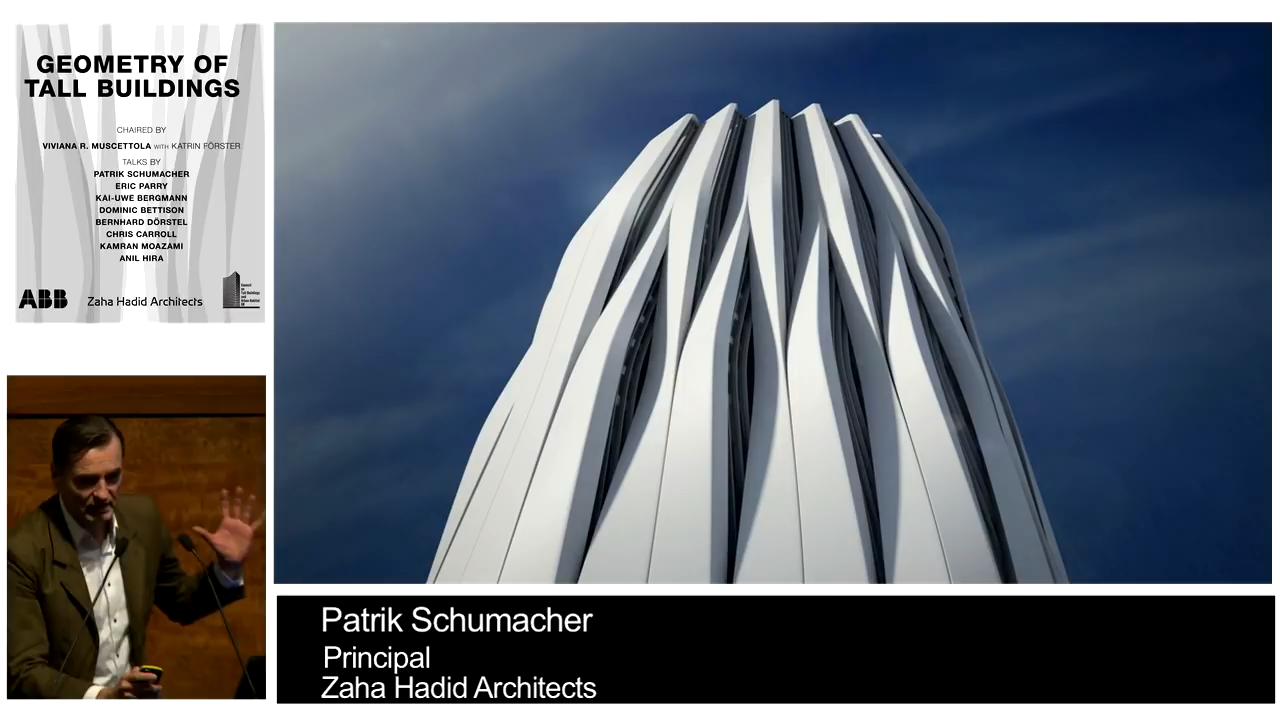 GEOMETRY OF
TALL BUILDINGS
CHAIRED BY
VIVIANA R. MUSCETTOLA WITH KATRIN FÖRSTER
TALKS BY
PATRIK SCHUMACHER
ERIC PARRY
KAI-UWE BERGMANN
DOMINIC BETTISON
BERNHARD DÖRSTEL
CHRIS CARROLL
KAMRAN MOAZAMI
ANIL HIRA
ABB
Zaha Hadid Architects
Patrik Schumacher
Principal
Zaha Hadid Architects